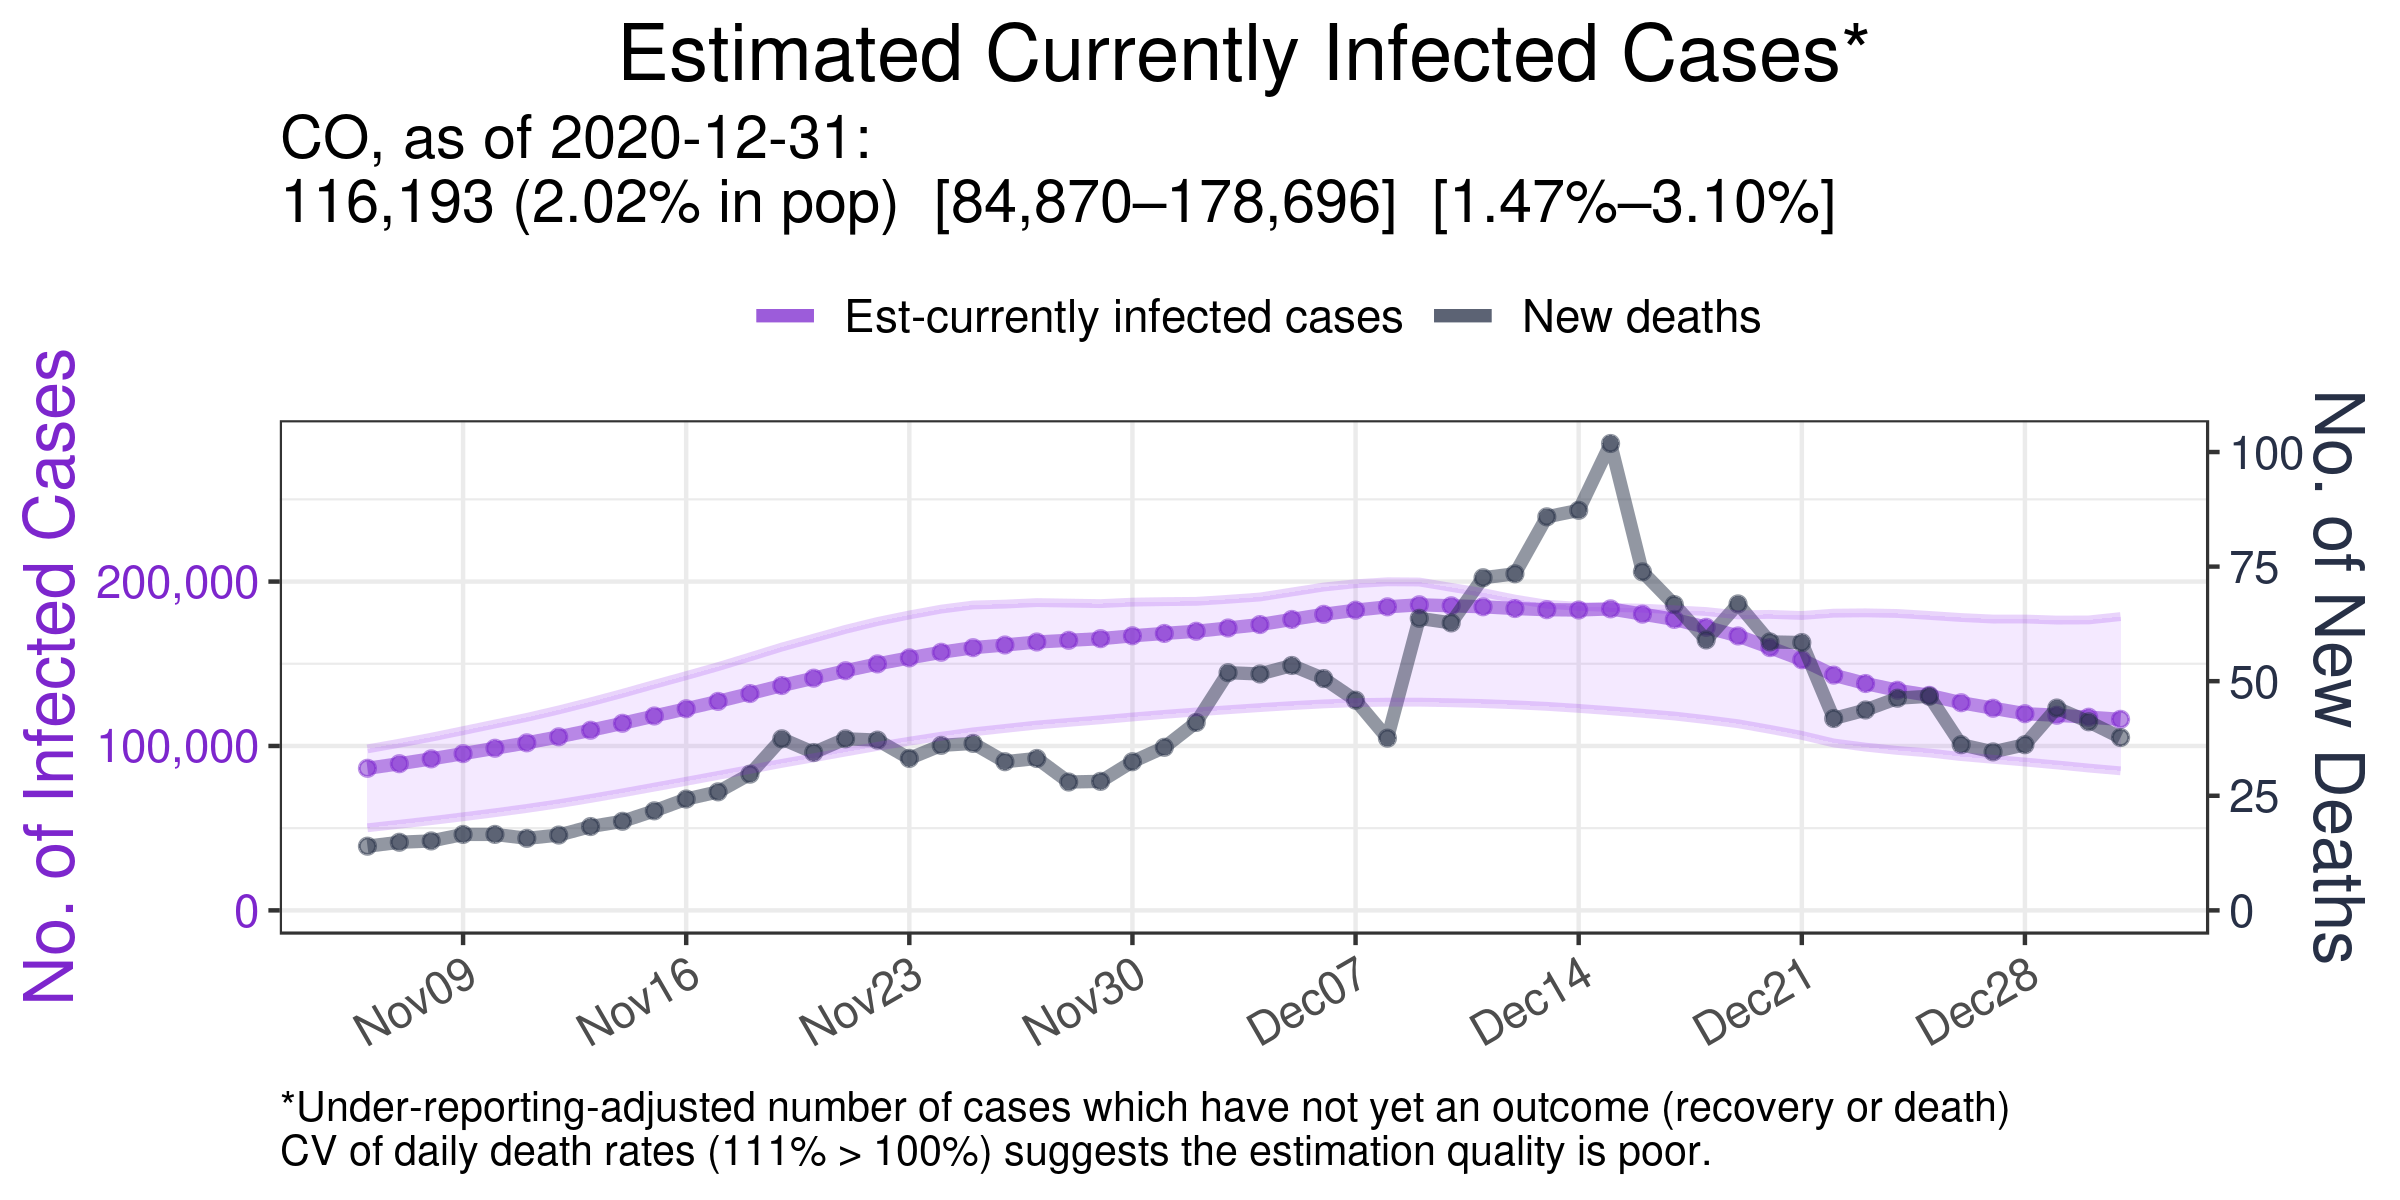 Estimated Currently Infected Cases*
CO, as of 2020-12-31:
116,193 (2.02% in pop)  [84,870–178,696]  [1.47%–3.10%]
Est-currently infected cases
New deaths
No. of Infected Cases
200,000
100,000
0
100
75
50
25
0
No. of New Deaths
Nov09
Nov16
Nov23
Nov30
Dec07
Dec14
Dec21
Dec28
*Under-reporting-adjusted number of cases which have not yet an outcome (recovery or death)
CV of daily death rates (111% > 100%) suggests the estimation quality is poor.